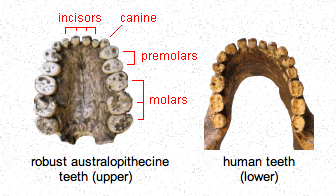 incisors
canine
premolars
molars
robust australopithecine
teeth (upper)
human teeth
(lower)